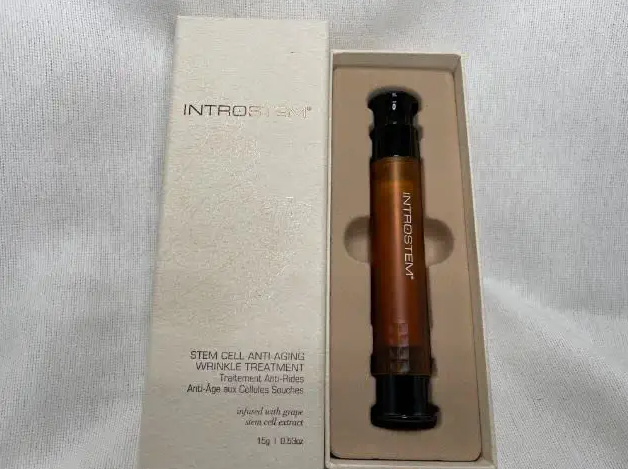 INTROSTEM®
STEM CELL ANTI-AGING
WRINKLE TREATMENT
Traitement Anti-Rides
Anti-Âge aux Cellules Souches
infused with grape
stem cell extract
15g | 0.53oz
INTROSTEM®